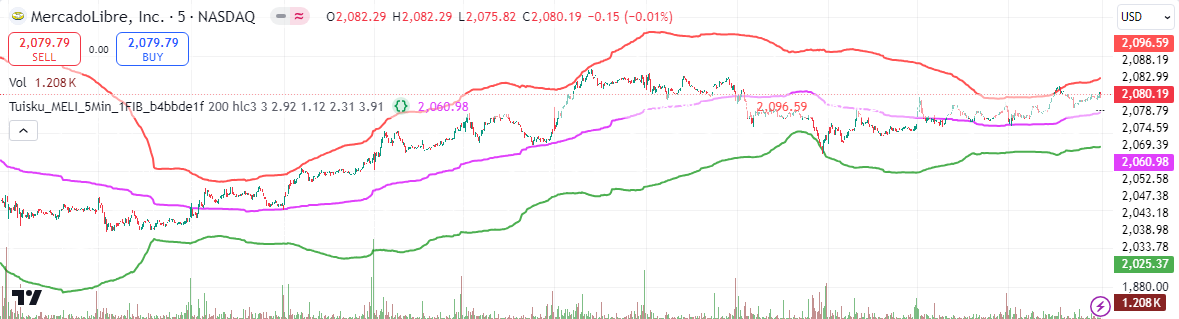 MercadoLibre, Inc. · 5 · NASDAQ O2,082.29 H2,082.29 L2,075.82 C2,080.19 −0.15 (−0.01%)
2,079.79 SELL
0.00
2,079.79 BUY
Vol 1.208 K
Tuisku_MELI_5Min_1FIB_b4bbde1f 200 hlc3 3 2.92 1.12 2.31 3.91 {} 2,060.98 2,096.59
USD
2,096.59
2,088.19
2,082.99
2,080.19
2,078.79
2,074.59
2,069.39
2,060.98
2,052.58
2,047.38
2,043.18
2,038.98
2,033.78
2,025.37
1,880.00
1.208 K